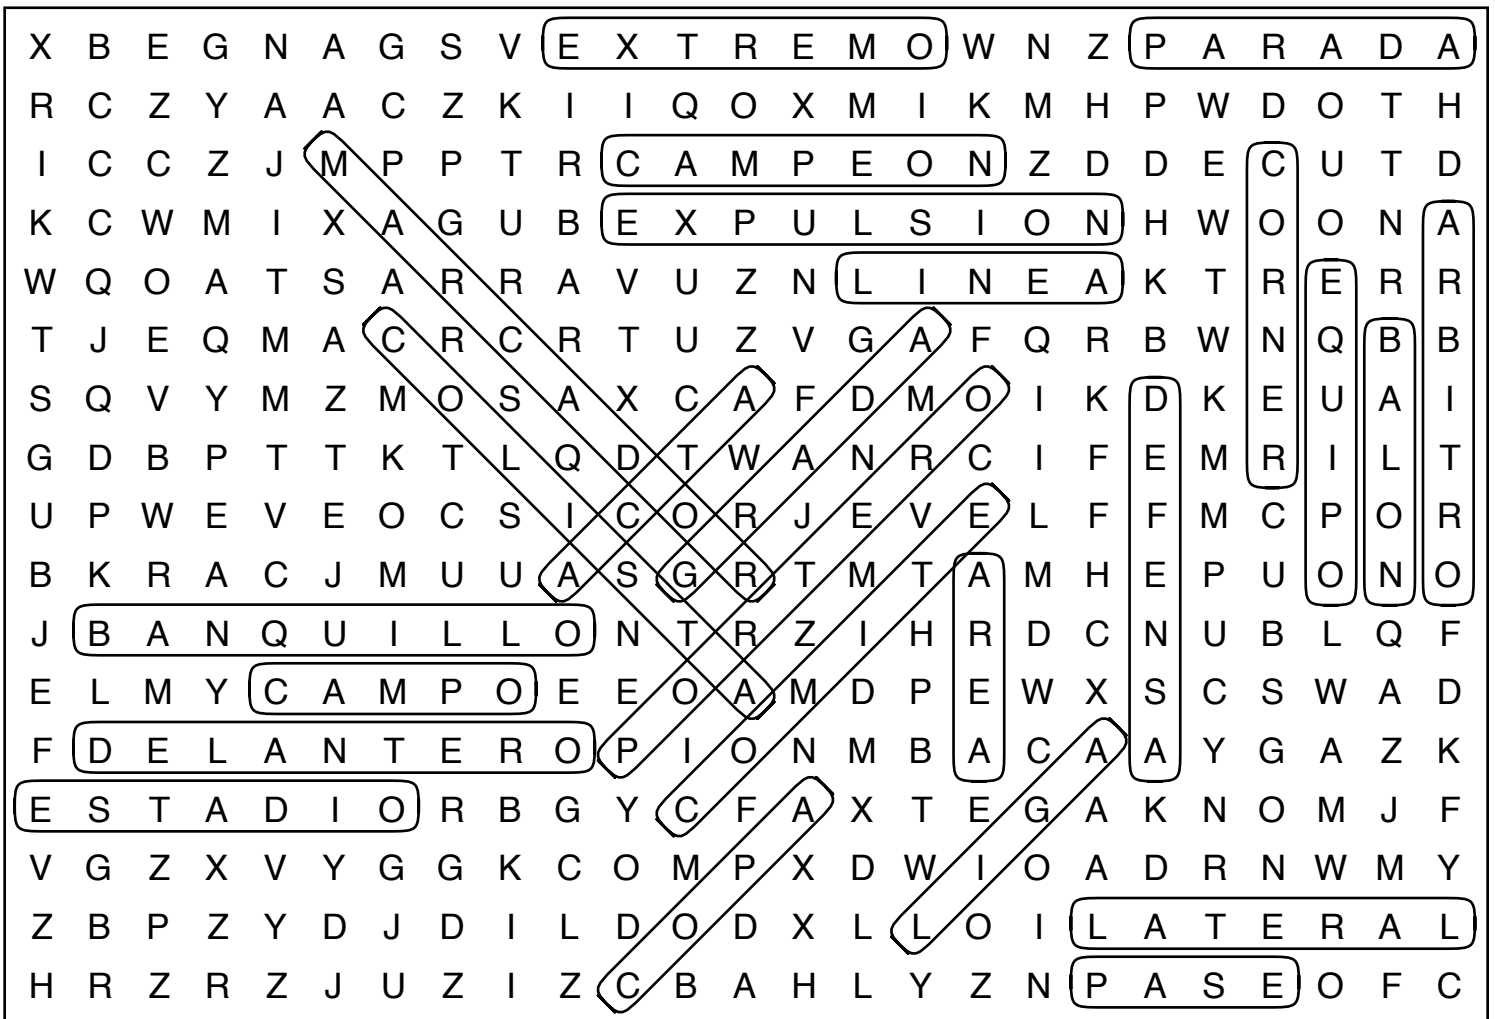 X B E G N A G S V E X T R E M O W N Z P A R A D A
R C Z Y A A C Z K I I Q O X M I K M H P W D O T H
I C C Z J M P P T R C A M P E O N Z D D E C U T D
K C W M I X A G U B E X P U L S I O N H W O O N A
W Q O A T S A R R A V U Z N L I N E A K T R E R R
T J E Q M A C R C R T U Z V G A F Q R B W N Q B B
S Q V Y M Z M O S A X C A F D M O I K D K E U A I
G D B P T T K T L Q D T W A N R C I F E M R I L T
U P W E V E O C S I C O R J E V E L F F M C P O R
B K R A C J M U U A S G R T M T A M H E P U O N O
J B A N Q U I L L O N T R Z I H R D C N U B L Q F
E L M Y C A M P O E E O A M D P E W X S C S W A D
F D E L A N T E R O P I O N M B A C A A Y G A Z K
E S T A D I O R B G Y C F A X T E G A K N O M J F
V G Z X V Y G G K C O M P X D W I O A D R N W M Y
Z B P Z Y D J D I L D O D X L L O I L A T E R A L
H R Z R Z J U Z I Z C B A H L Y Z N P A S E O F C